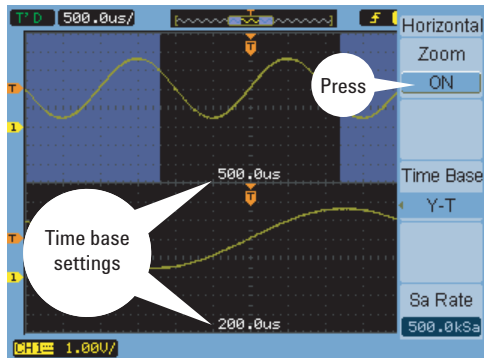 T'D 500.0us/ T f Horizontal
Zoom
Press ON
T
T
1
500.0us
Time Base
T
Y-T
T Time base
settings
1
Sa Rate
200.0us
500.0kSa
CH1 1.00V/